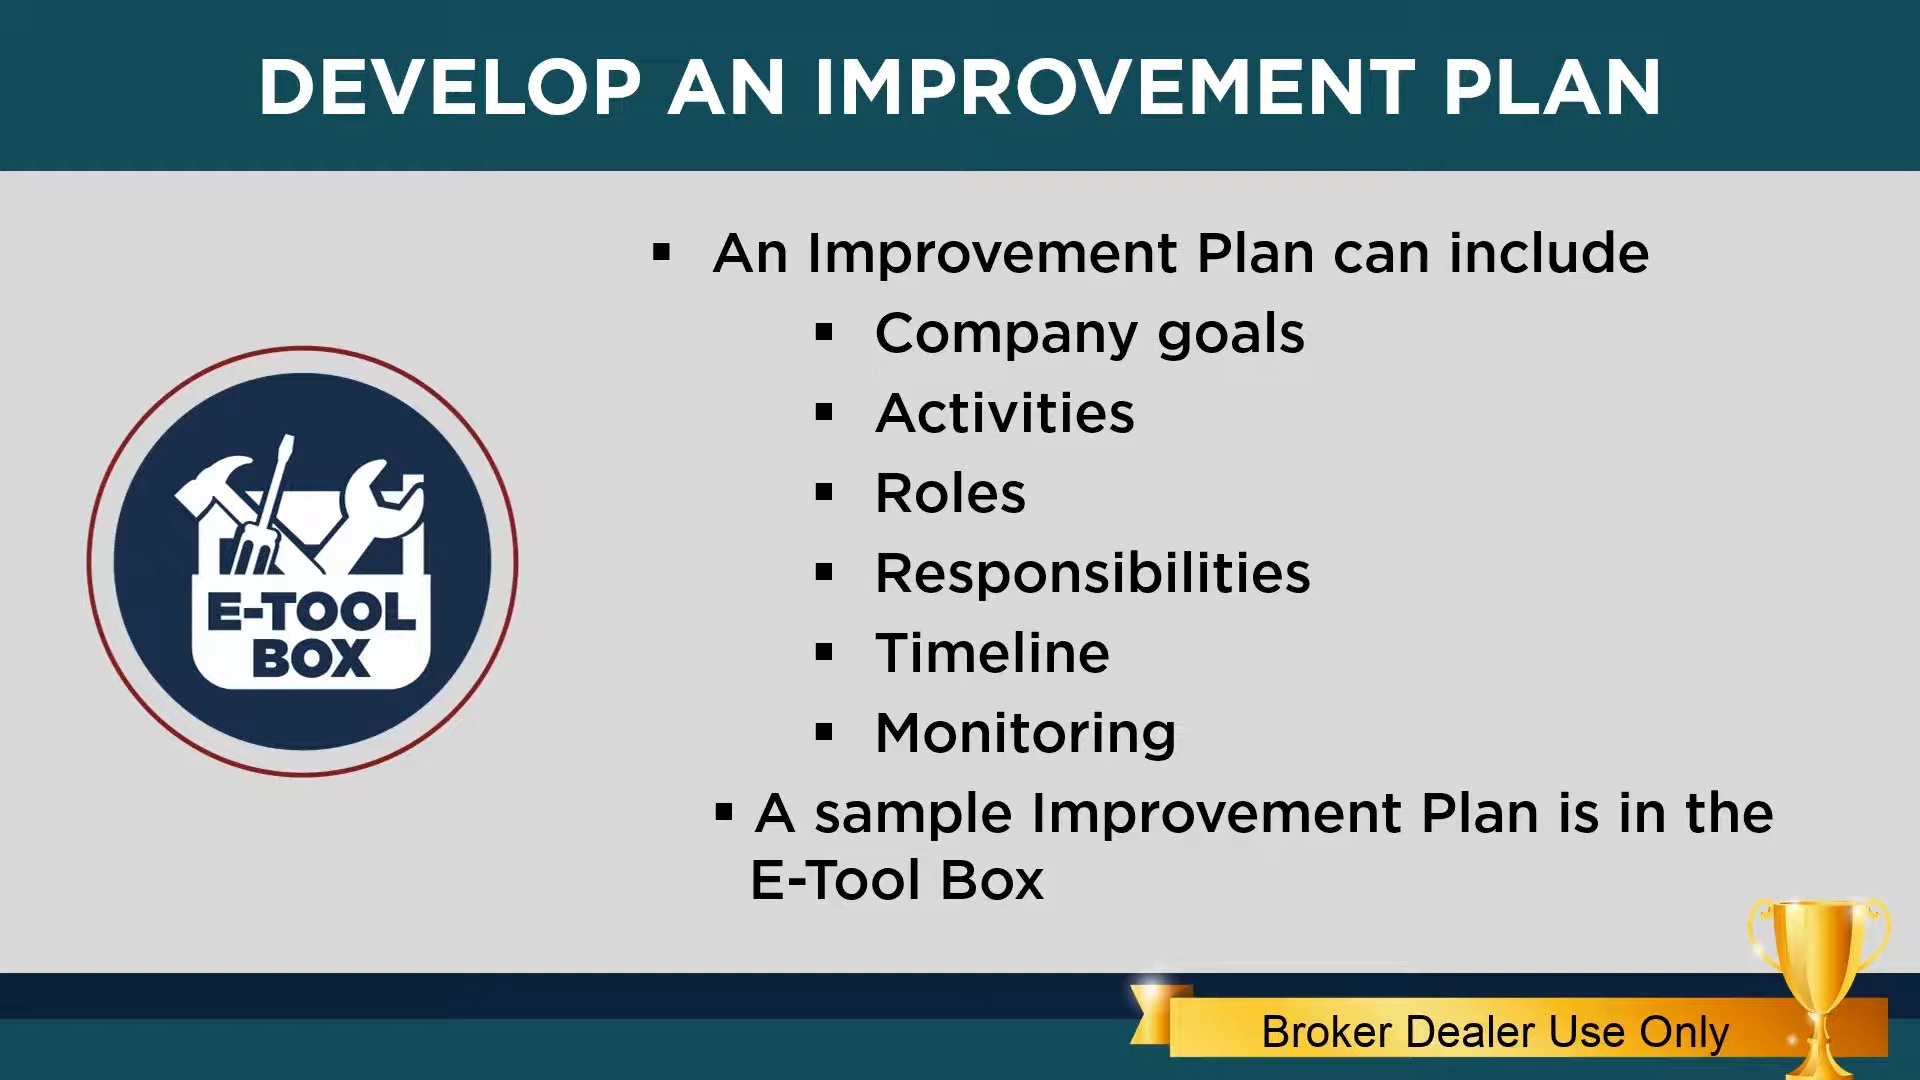 DEVELOP AN IMPROVEMENT PLAN
▪ An Improvement Plan can include
▪ Company goals
▪ Activities
▪ Roles
▪ Responsibilities
▪ Timeline
▪ Monitoring
▪ A sample Improvement Plan is in the
E-Tool Box
E-TOOL
BOX
Broker Dealer Use Only